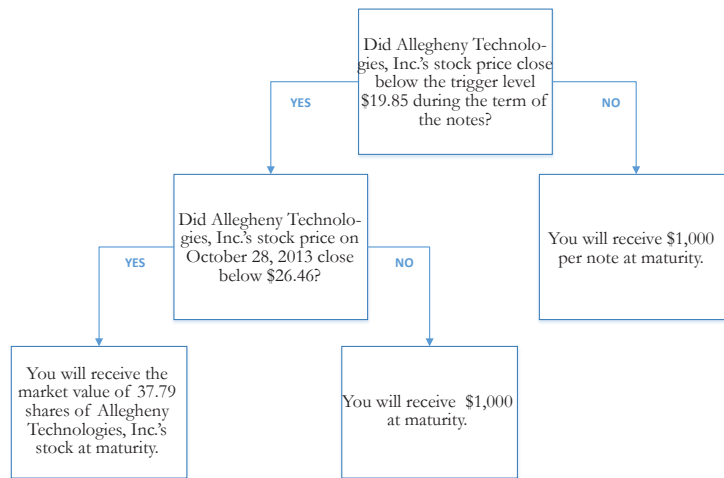 Did Allegheny Technolo-
gies, Inc.'s stock price close
below the trigger level
$19.85 during the term of
the notes?
YES
NO
Did Allegheny Technolo-
gies, Inc.'s stock price on
October 28, 2013 close
below $26.46?
You will receive $1,000
per note at maturity.
YES
NO
You will receive the
market value of 37.79
shares of Allegheny
Technologies, Inc.'s
stock at maturity.
You will receive $1,000
at maturity.